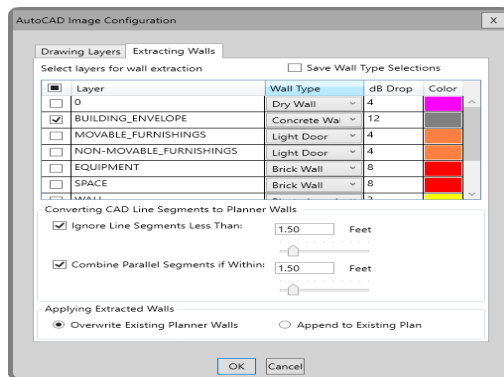 AutoCAD Image Configuration
X
Drawing Layers Extracting Walls
Select layers for wall extraction Save Wall Type Selections
Layer Wall Type dB Drop Color
0 Dry Wall 4
BUILDING_ENVELOPE Concrete Wal 12
MOVABLE_FURNISHINGS Light Door 4
NON-MOVABLE_FURNISHINGS Light Door 4
EQUIPMENT Brick Wall 8
SPACE Brick Wall 8
WALL
Converting CAD Line Segments to Planner Walls
Ignore Line Segments Less Than: 1.50 Feet
Combine Parallel Segments if Within: 1.50 Feet
Applying Extracted Walls
Overwrite Existing Planner Walls Append to Existing Plan
OK Cancel